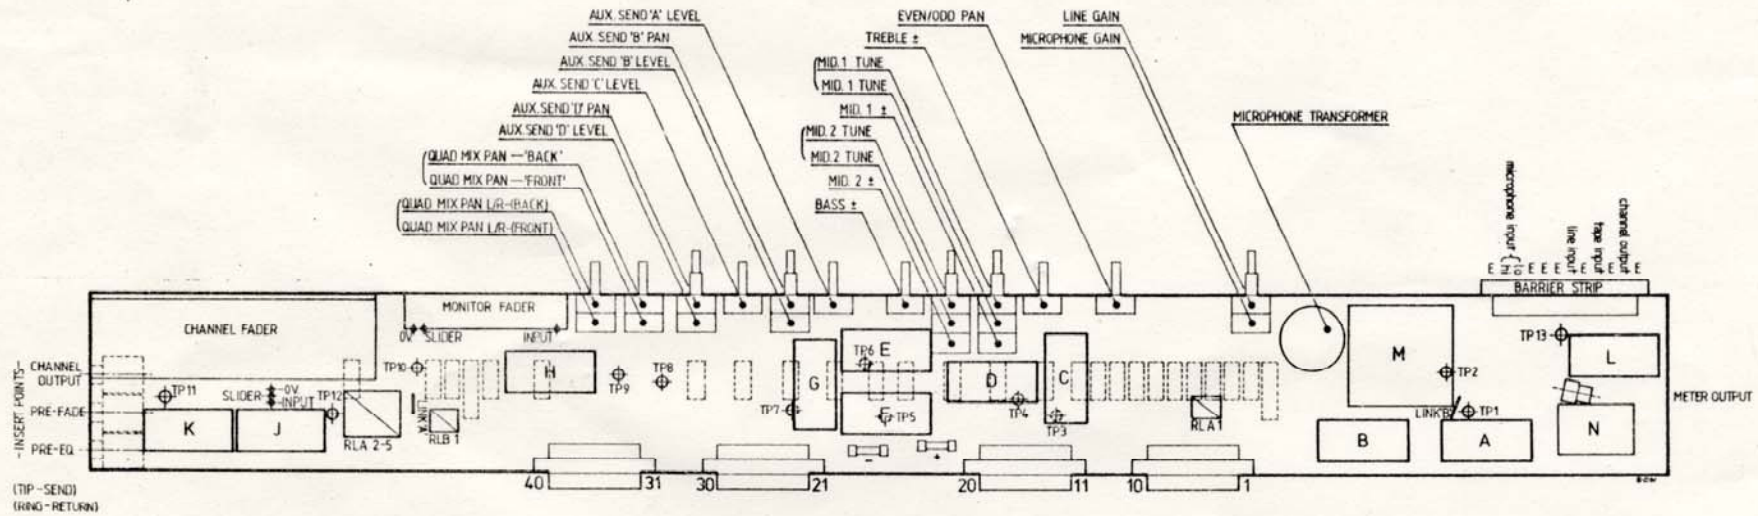 AUX. SEND 'A' LEVEL
AUX. SEND 'B' PAN
AUX. SEND 'B' LEVEL
AUX. SEND 'C' LEVEL
AUX. SEND 'D' PAN
AUX. SEND 'D' LEVEL
QUAD MIX PAN — 'BACK'
QUAD MIX PAN — 'FRONT'
QUAD MIX PAN L/R-(BACK)
QUAD MIX PAN L/R-(FRONT)
EVEN/ODD PAN
TREBLE ±
MID. 1 TUNE
MID. 1 TUNE
MID. 1 ±
MID. 2 TUNE
MID. 2 TUNE
MID. 2 ±
BASS ±
LINE GAIN
MICROPHONE GAIN
MICROPHONE TRANSFORMER
microphone input { lo hi
line input
tape input
channel output
E
E
E
E
E
E
E
BARRIER STRIP
CHANNEL FADER
MONITOR FADER
0V
SLIDER
INPUT
-INSERT POINTS-
CHANNEL OUTPUT
PRE-FADE
PRE-EQ
(TIP-SEND)
(RING-RETURN)
TP11
SLIDER
0V
INPUT
TP12
K
J
RLA 2-5
TP10
LINK'A'
RLB 1
H
TP9
TP8
TP7
G
TP6
E
F
TP5
-
+
D
TP4
C
TP3
RLA1
M
TP2
LINK'B'
TP1
B
A
TP13
L
N
METER OUTPUT
40
31
30
21
20
11
10
1